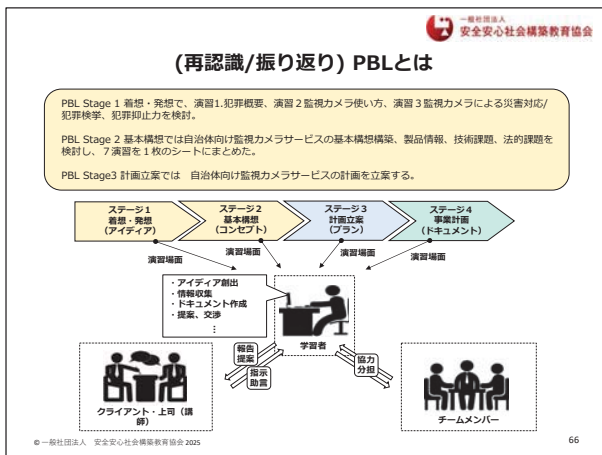 一般社団法人
安全安心社会構築教育協会
(再認識/振り返り) PBLとは
PBL Stage 1 着想・発想で、演習1.犯罪概要、演習２監視カメラ使い方、演習３監視カメラによる災害対応/
犯罪検挙、犯罪抑止力を検討。
PBL Stage 2 基本構想では自治体向け監視カメラサービスの基本構想構築、製品情報、技術課題、法的課題を
検討し、７演習を１枚のシートにまとめた。
PBL Stage3 計画立案では　自治体向け監視カメラサービスの計画を立案する。
ステージ１
着想・発想
(アイディア)
ステージ２
基本構想
(コンセプト)
ステージ３
計画立案
(プラン)
ステージ４
事業計画
(ドキュメント)
演習場面
演習場面
演習場面
演習場面
・アイディア創出
・情報収集
・ドキュメント作成
・提案、交渉
：
学習者
報告
提案
指示
助言
協力
分担
クライアント・上司（講
師）
チームメンバー
© 一般社団法人　安全安心社会構築教育協会 2025
66